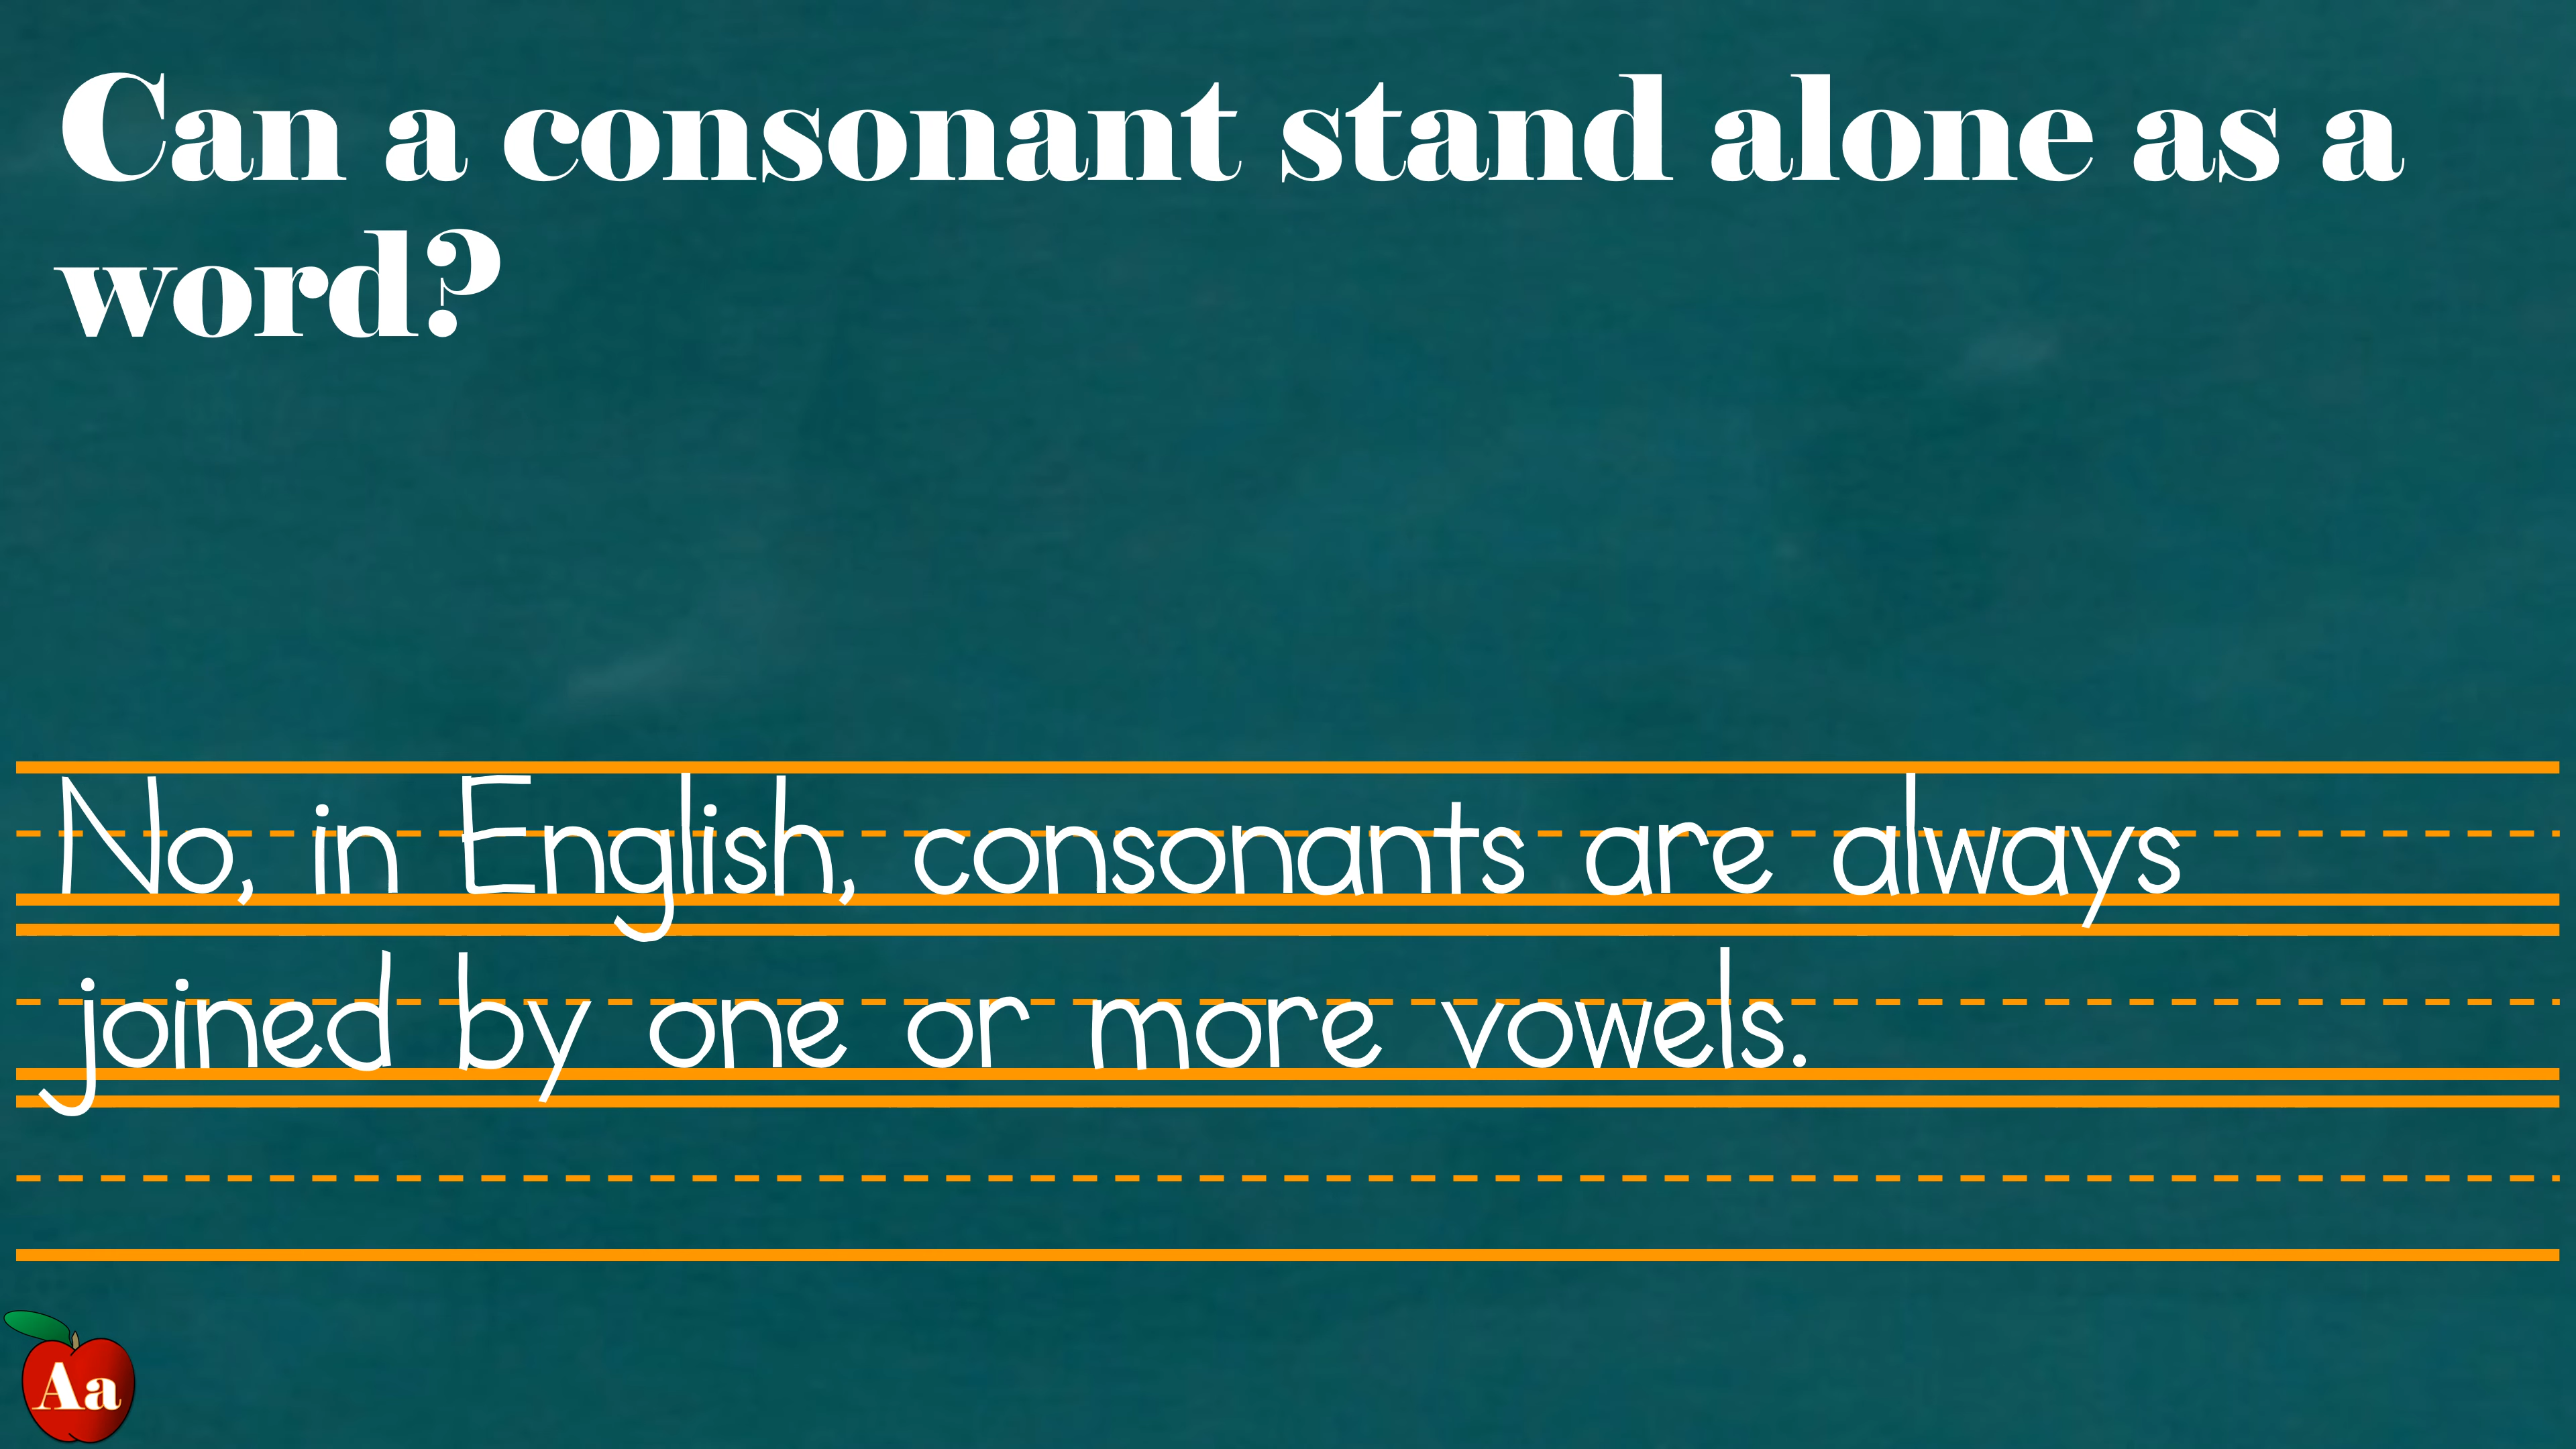 Can a consonant stand alone as a
word?
No, in English, consonants are always
joined by one or more vowels.
Aa